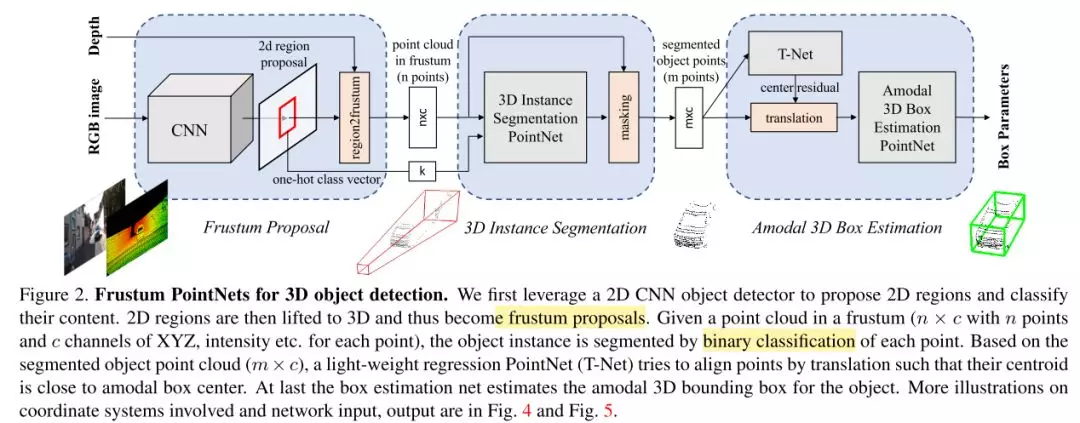 Depth
RGB image
CNN
2d region
proposal
region2frustum
one-hot class vector
Frustum Proposal
point cloud
in frustum
(n points)
nxc
k
3D Instance
Segmentation
PointNet
masking
3D Instance Segmentation
segmented
object points
(m points)
mxc
T-Net
center residual
translation
Amodal
3D Box
Estimation
PointNet
Amodal 3D Box Estimation
Box Parameters
Figure 2. Frustum PointNets for 3D object detection. We first leverage a 2D CNN object detector to propose 2D regions and classify
their content. 2D regions are then lifted to 3D and thus become frustum proposals. Given a point cloud in a frustum (n × c with n points
and c channels of XYZ, intensity etc. for each point), the object instance is segmented by binary classification of each point. Based on the
segmented object point cloud (m × c), a light-weight regression PointNet (T-Net) tries to align points by translation such that their centroid
is close to amodal box center. At last the box estimation net estimates the amodal 3D bounding box for the object. More illustrations on
coordinate systems involved and network input, output are in Fig. 4 and Fig. 5.